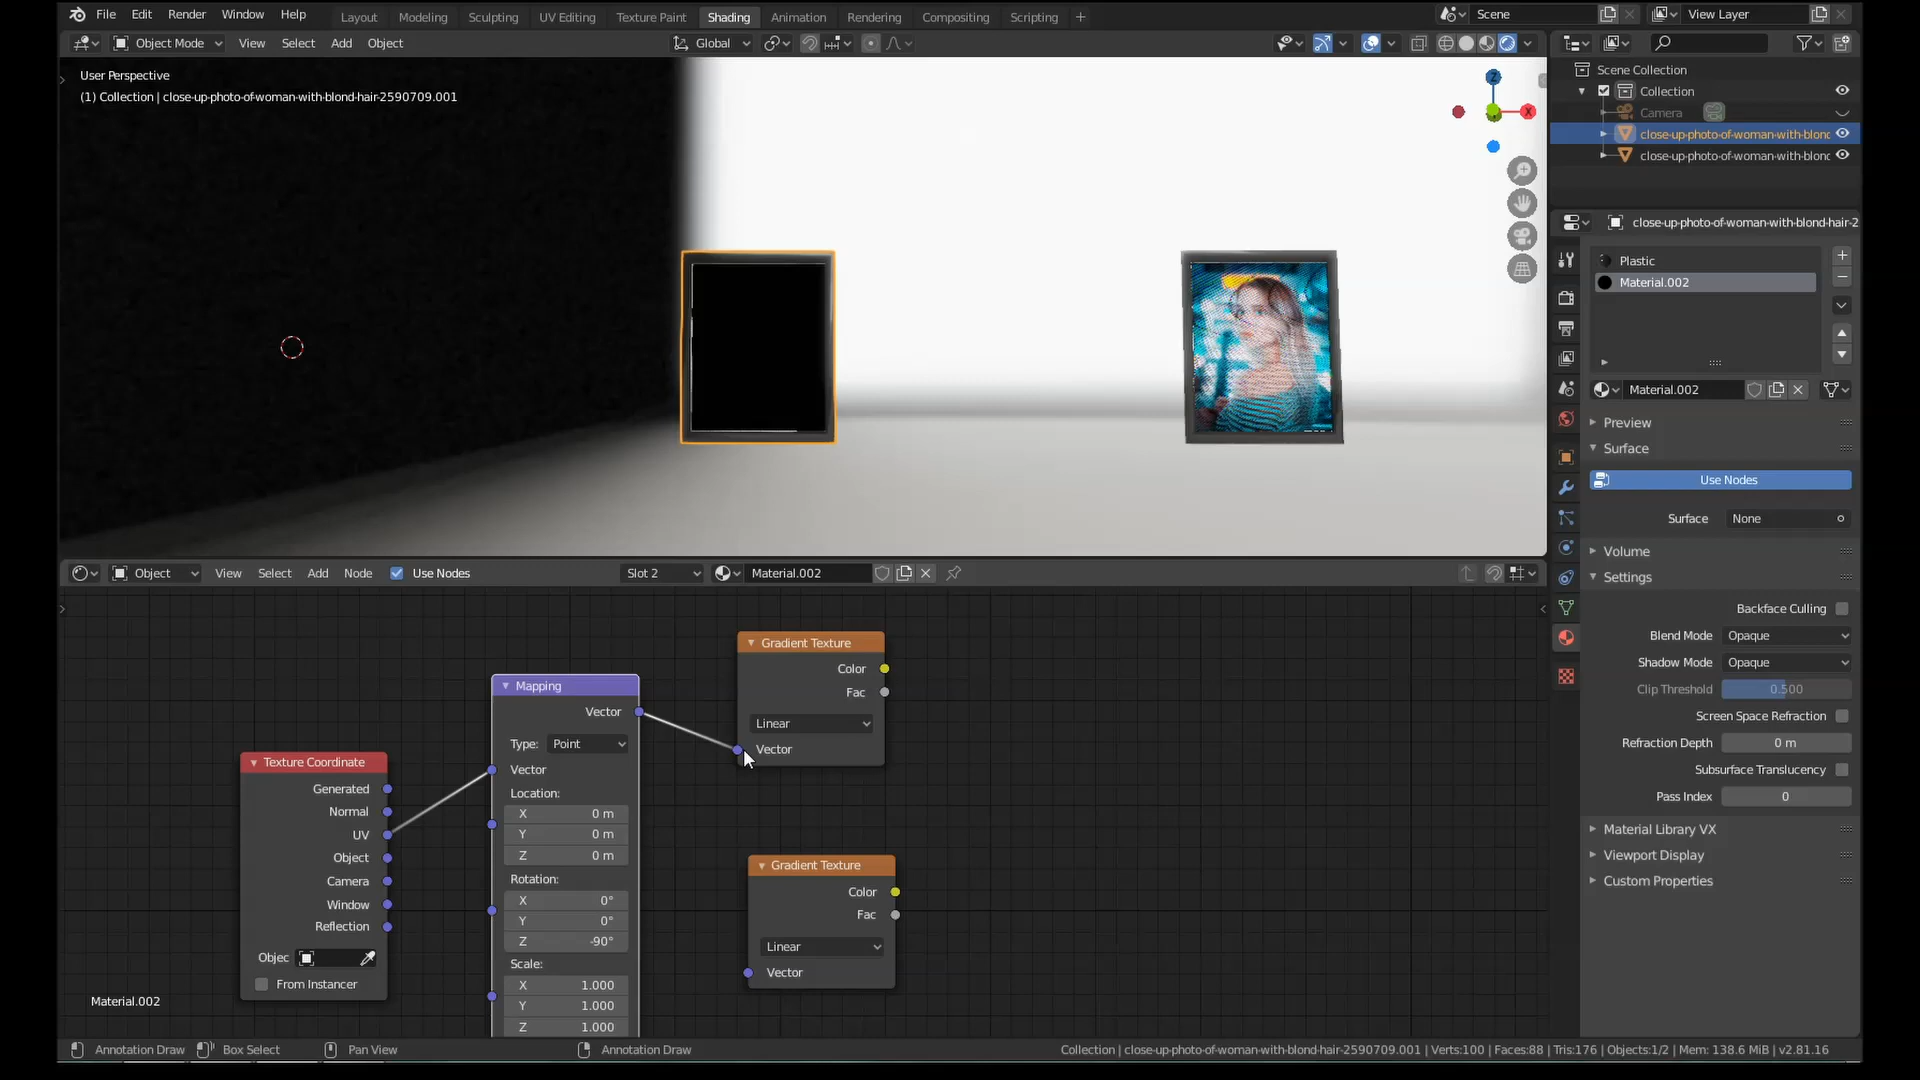 File Edit Render Window Help Layout Modeling Sculpting UV Editing Texture Paint Shading Animation Rendering Compositing Scripting + Scene View Layer
Object Mode View Select Add Object Global
User Perspective
(1) Collection | close-up-photo-of-woman-with-blond-hair-2590709.001
Z
X
Scene Collection
Collection
Camera
close-up-photo-of-woman-with-blond
close-up-photo-of-woman-with-blond
close-up-photo-of-woman-with-blond-hair-2
Plastic
Material.002
Material.002
Preview
Surface
Use Nodes
Surface None
Volume
Settings
Backface Culling
Blend Mode Opaque
Shadow Mode Opaque
Clip Threshold 0.500
Screen Space Refraction
Refraction Depth 0 m
Subsurface Translucency
Pass Index 0
Material Library VX
Viewport Display
Custom Properties
Object View Select Add Node Use Nodes Slot 2 Material.002
Texture Coordinate
Generated
Normal
UV
Object
Camera
Window
Reflection
Objec
From Instancer
Mapping
Vector
Type: Point
Vector
Location:
X 0 m
Y 0 m
Z 0 m
Rotation:
X 0°
Y 0°
Z -90°
Scale:
X 1.000
Y 1.000
Z 1.000
Gradient Texture
Color
Fac
Linear
Vector
Gradient Texture
Color
Fac
Linear
Vector
Material.002
Annotation Draw Box Select Pan View Annotation Draw Collection | close-up-photo-of-woman-with-blond-hair-2590709.001 | Verts:100 | Faces:88 | Tris:176 | Objects:1/2 | Mem: 138.6 MiB | v2.81.16